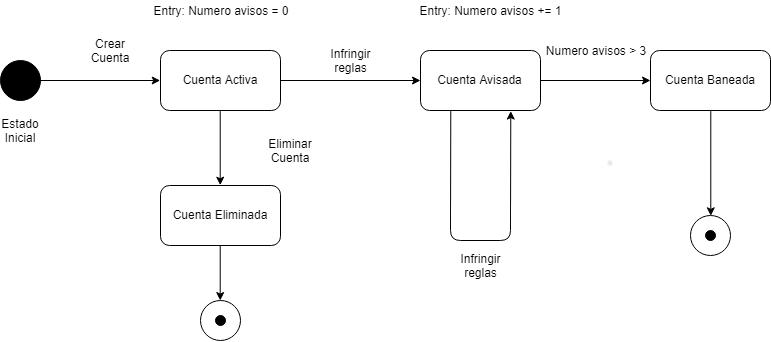 Entry: Numero avisos = 0
Entry: Numero avisos += 1
Crear
Cuenta
Infringir
reglas
Numero avisos > 3
Cuenta Activa
Cuenta Avisada
Cuenta Baneada
Estado
Inicial
Eliminar
Cuenta
Cuenta Eliminada
Infringir
reglas